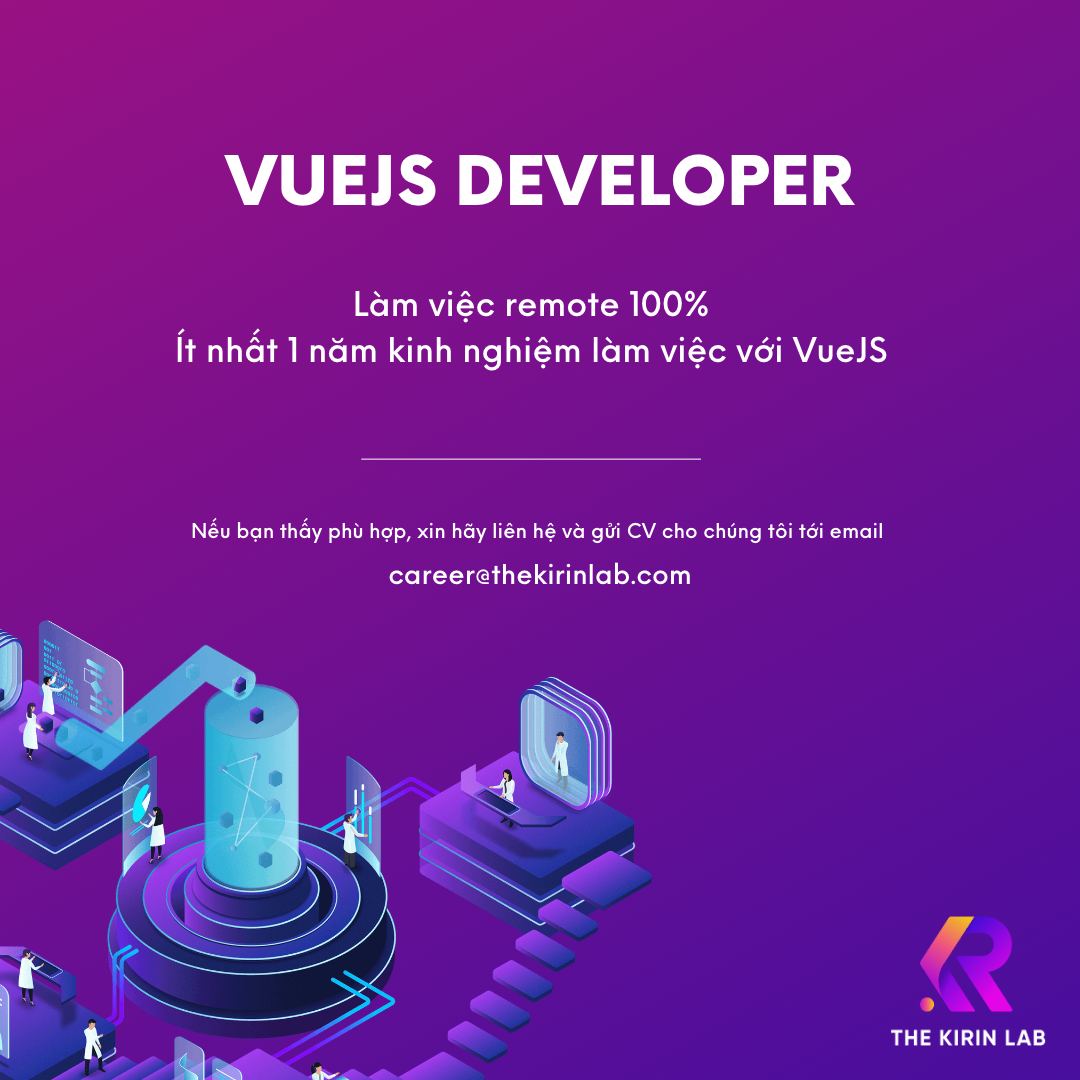 VUEJS DEVELOPER
Làm việc remote 100%
Ít nhất 1 năm kinh nghiệm làm việc với VueJS
Nếu bạn thấy phù hợp, xin hãy liên hệ và gửi CV cho chúng tôi tới email
career@thekirinlab.com
THE KIRIN LAB